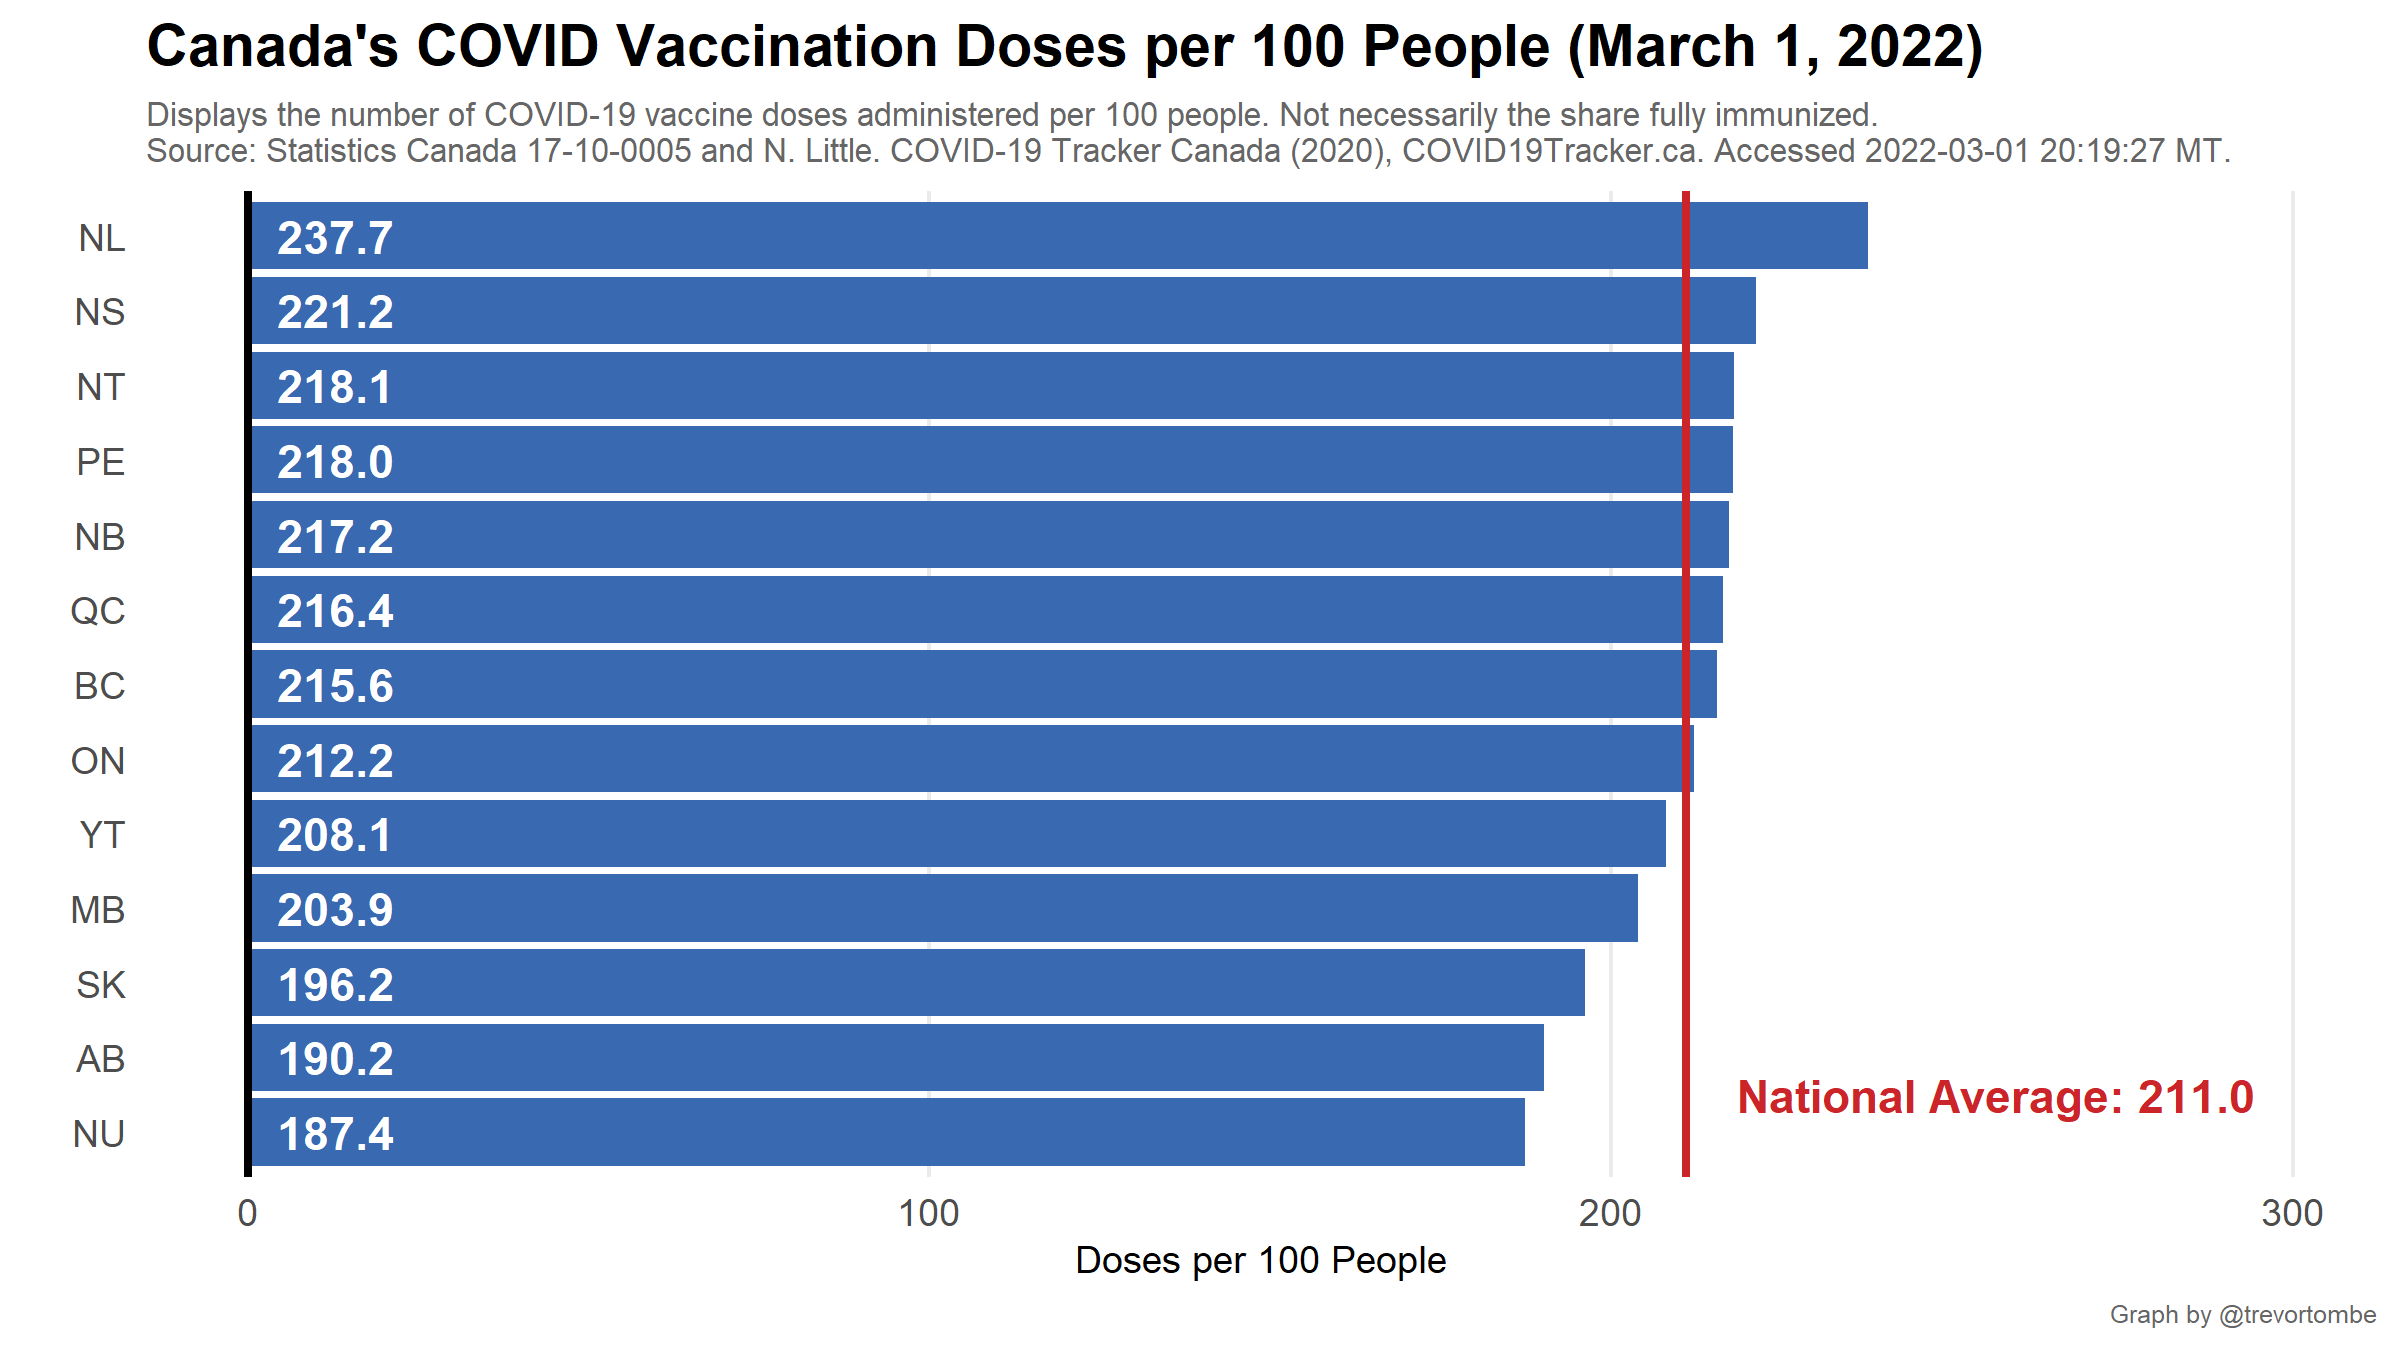 Canada's COVID Vaccination Doses per 100 People (March 1, 2022)
Displays the number of COVID-19 vaccine doses administered per 100 people. Not necessarily the share fully immunized.
Source: Statistics Canada 17-10-0005 and N. Little. COVID-19 Tracker Canada (2020), COVID19Tracker.ca. Accessed 2022-03-01 20:19:27 MT.
NL 237.7
NS 221.2
NT 218.1
PE 218.0
NB 217.2
QC 216.4
BC 215.6
ON 212.2
YT 208.1
MB 203.9
SK 196.2
AB 190.2
National Average: 211.0
NU 187.4
0 100 200 300
Doses per 100 People
Graph by @trevortombe